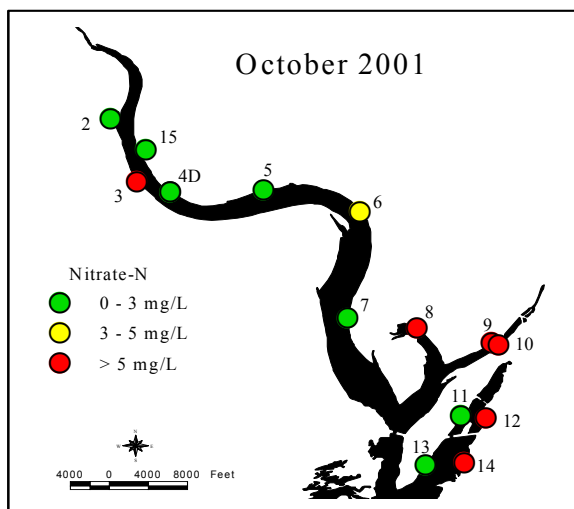 October 2001
2
15
3
4D
5
6
7
8
9
10
11
12
13
14
Nitrate-N
0 - 3 mg/L
3 - 5 mg/L
> 5 mg/L
N
W
E
S
4000 0 4000 8000 Feet